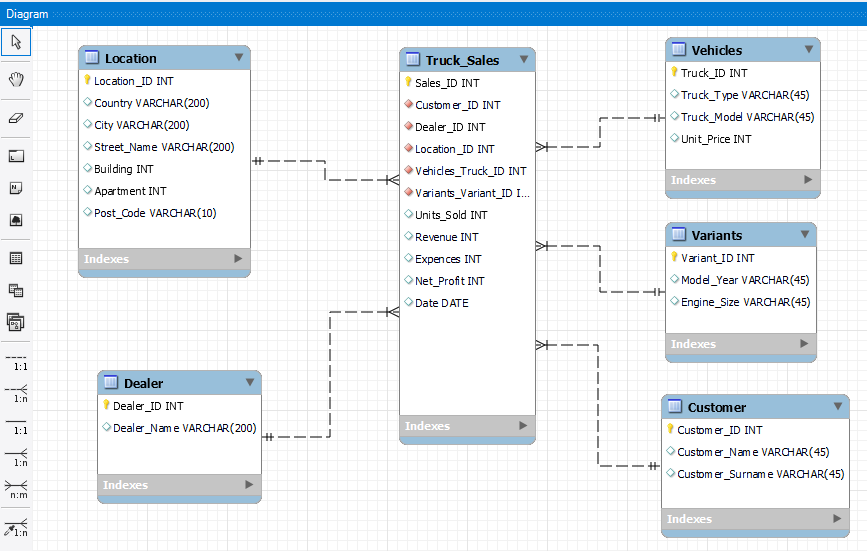 Diagram
Location
Location_ID INT
Country VARCHAR(200)
City VARCHAR(200)
Street_Name VARCHAR(200)
Building INT
Apartment INT
Post_Code VARCHAR(10)
Indexes
Truck_Sales
Sales_ID INT
Customer_ID INT
Dealer_ID INT
Location_ID INT
Vehicles_Truck_ID INT
Variants_Variant_ID I...
Units_Sold INT
Revenue INT
Expences INT
Net_Profit INT
Date DATE
Indexes
Vehicles
Truck_ID INT
Truck_Type VARCHAR(45)
Truck_Model VARCHAR(45)
Unit_Price INT
Indexes
Variants
Variant_ID INT
Model_Year VARCHAR(45)
Engine_Size VARCHAR(45)
Indexes
Dealer
Dealer_ID INT
Dealer_Name VARCHAR(200)
Indexes
Customer
Customer_ID INT
Customer_Name VARCHAR(45)
Customer_Surname VARCHAR(45)
Indexes
1:1
1:n
1:1
1:n
n:m
1:n